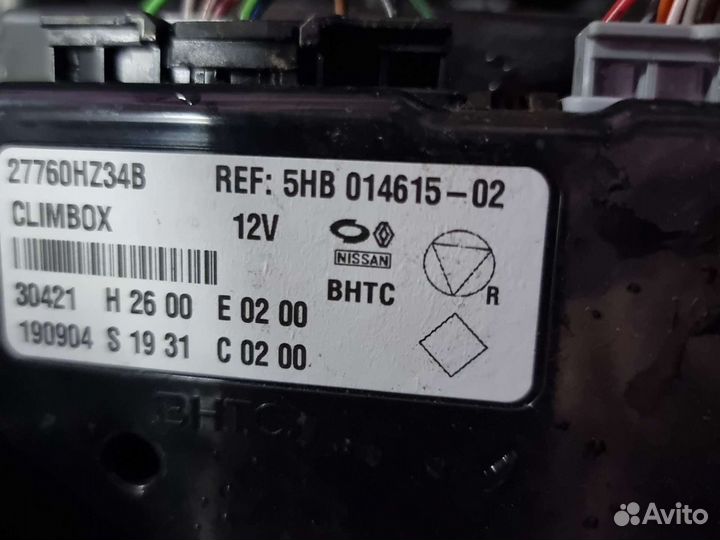 27760HZ34B REF: 5HB 014615-02
CLIMBOX 12V
NISSAN
BHTC
R
30421 H 26 00 E 02 00
190904 S 19 31 C 02 00
BHTC
Avito